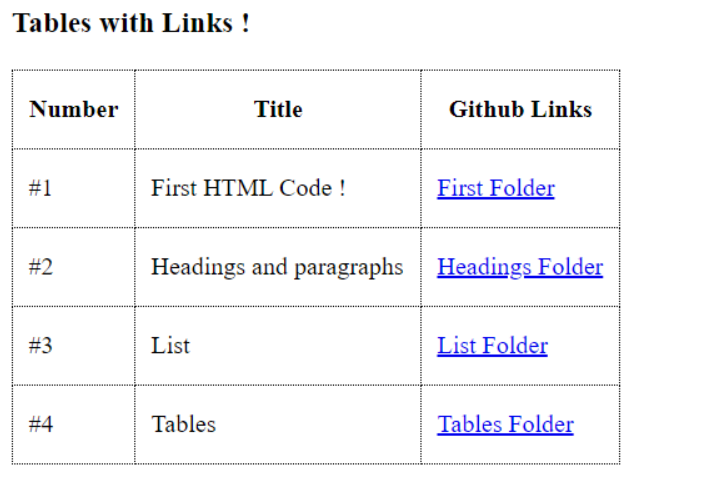 Tables with Links !
Number Title Github Links
#1 First HTML Code ! First Folder
#2 Headings and paragraphs Headings Folder
#3 List List Folder
#4 Tables Tables Folder